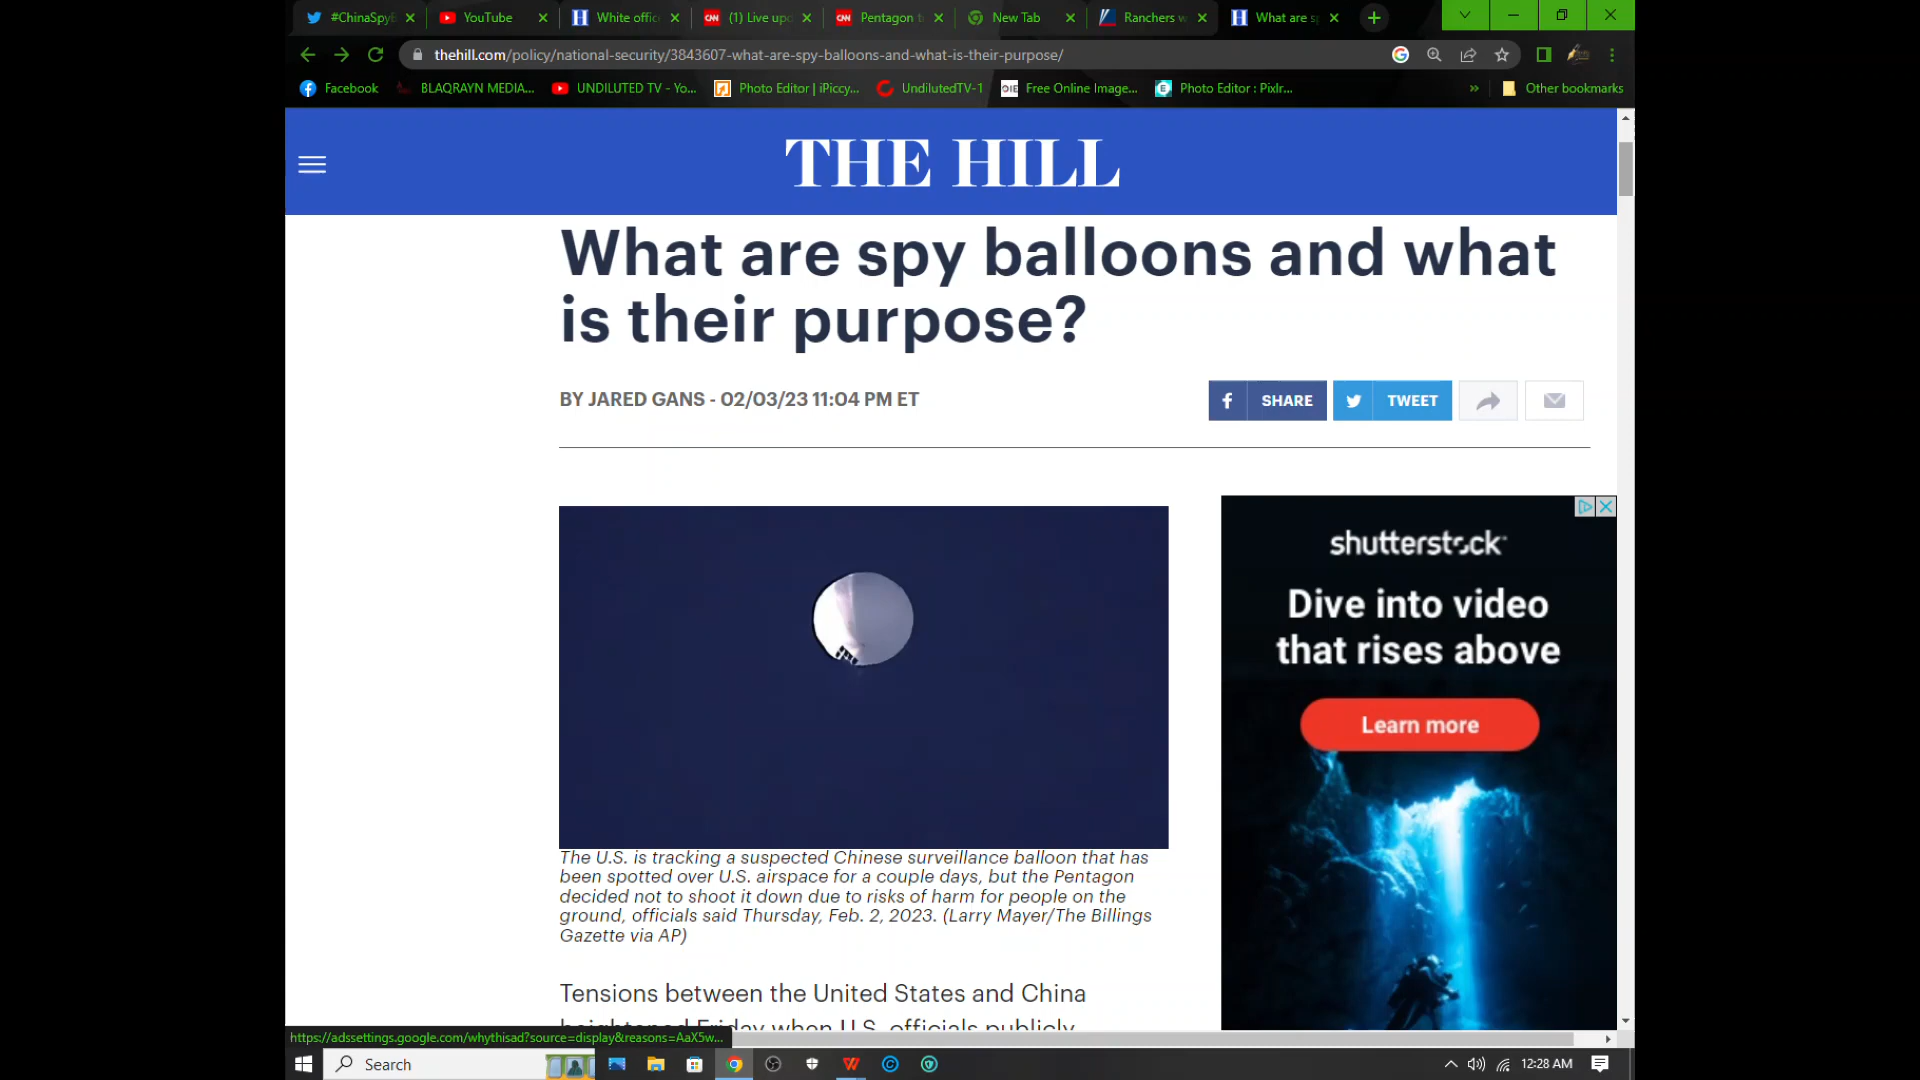 #ChinaSpyB
YouTube
White offic
(1) Live upd
Pentagon t
New Tab
Ranchers w
What are sp
thehill.com/policy/national-security/3843607-what-are-spy-balloons-and-what-is-their-purpose/
Facebook
BLAQRAYN MEDIA...
UNDILUTED TV - Yo...
Photo Editor | iPiccy...
UndilutedTV-1
Free Online Image...
Photo Editor : Pixlr...
»
Other bookmarks
THE HILL
What are spy balloons and what
is their purpose?
BY JARED GANS - 02/03/23 11:04 PM ET
SHARE
TWEET
The U.S. is tracking a suspected Chinese surveillance balloon that has
been spotted over U.S. airspace for a couple days, but the Pentagon
decided not to shoot it down due to risks of harm for people on the
ground, officials said Thursday, Feb. 2, 2023. (Larry Mayer/The Billings
Gazette via AP)
shutterstock
Dive into video
that rises above
Learn more
Tensions between the United States and China
heightened Friday when U.S. officials publicly
https://adssettings.google.com/whythisad?source=display&reasons=AaX5w...
Search
12:28 AM